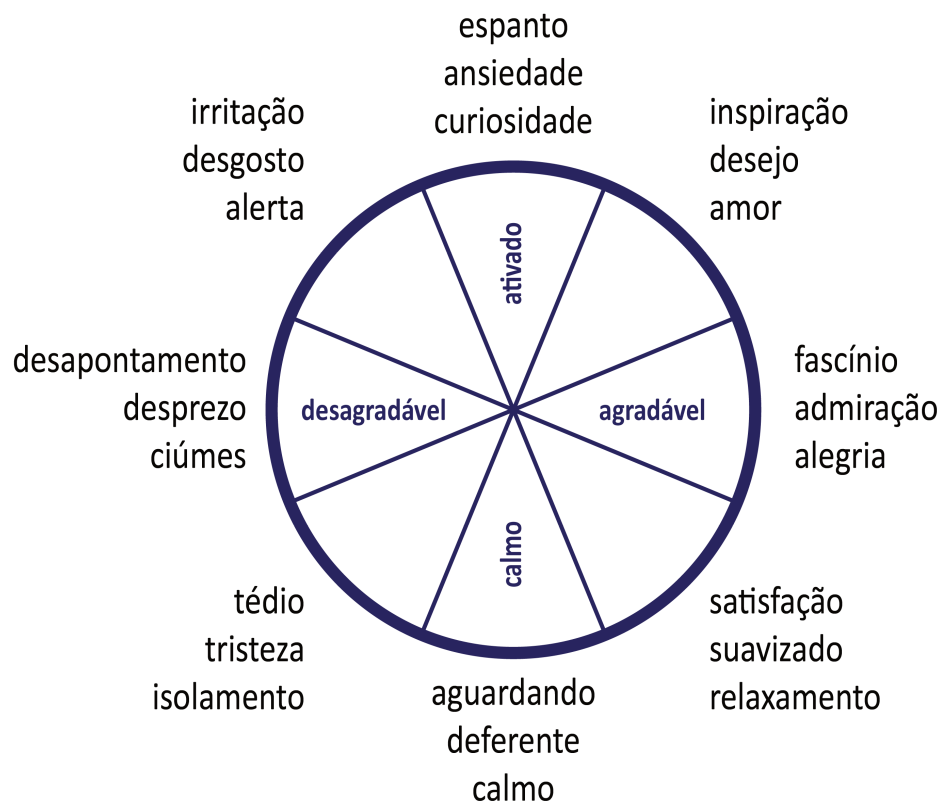 espanto
ansiedade
curiosidade
inspiração
desejo
amor
fascínio
admiração
alegria
satisfação
suavizado
relaxamento
aguardando
deferente
calmo
tédio
tristeza
isolamento
desapontamento
desprezo
ciúmes
irritação
desgosto
alerta
ativado
agradável
calmo
desagradável